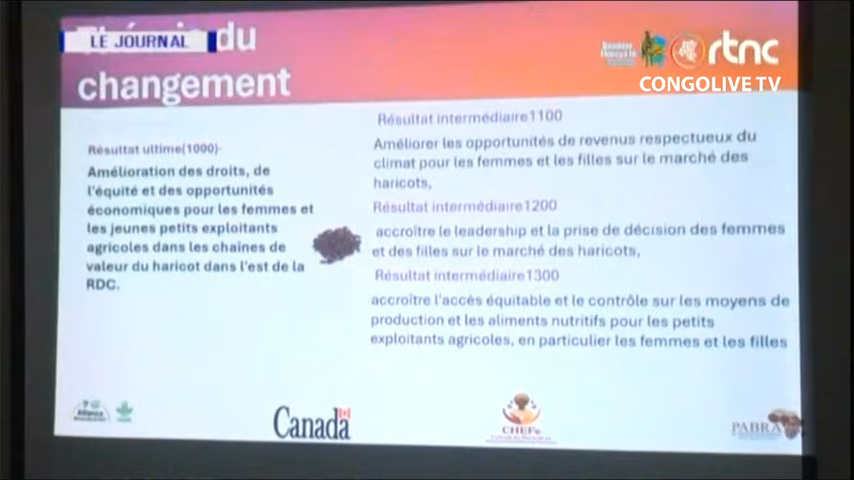 LE JOURNAL
du
changement
rtnc
CONGOLIVE TV
Résultat ultime(1000)-
Amélioration des droits, de
l'équité et des opportunités
économiques pour les femmes et
les jeunes petits exploitants
agricoles dans les chaînes de
valeur du haricot dans l'est de la
RDC.
Résultat intermédiaire1100
Améliorer les opportunités de revenus respectueux du
climat pour les femmes et les filles sur le marché des
haricots,
Résultat intermédiaire1200
accroître le leadership et la prise de décision des femmes
et des filles sur le marché des haricots,
Résultat intermédiaire1300
accroître l'accès équitable et le contrôle sur les moyens de
production et les aliments nutritifs pour les petits
exploitants agricoles, en particulier les femmes et les filles
Alliance
Canada
CHEFs
PABRA